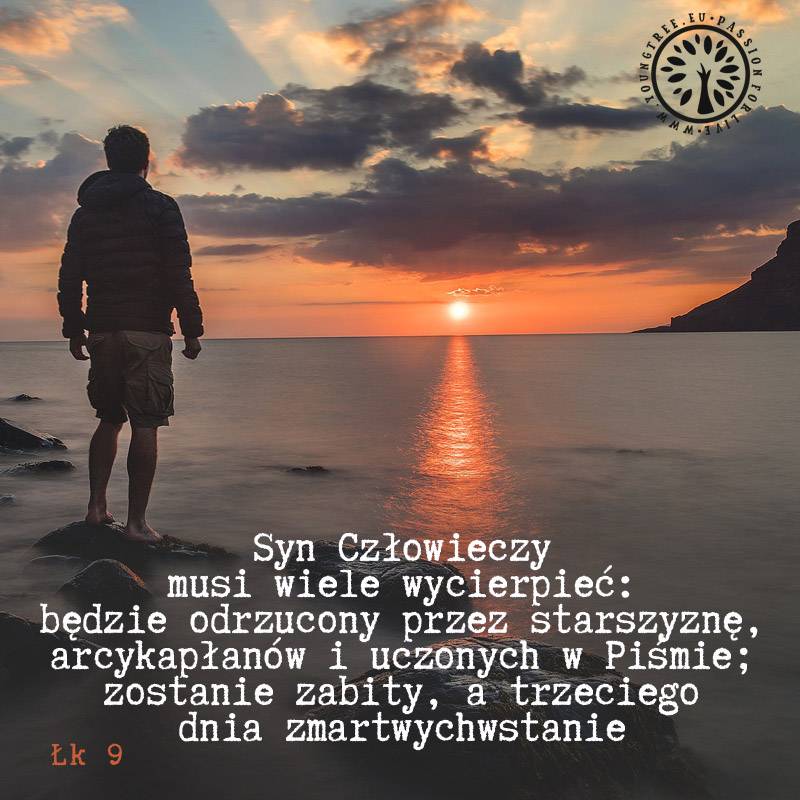 WWW.YOUNGTREE.EU•PASSION FOR LIVE•
Syn Człowieczy
musi wiele wycierpieć:
będzie odrzucony przez starszyznę,
arcykapłanów i uczonych w Piśmie;
zostanie zabity, a trzeciego
dnia zmartwychwstanie
Łk 9